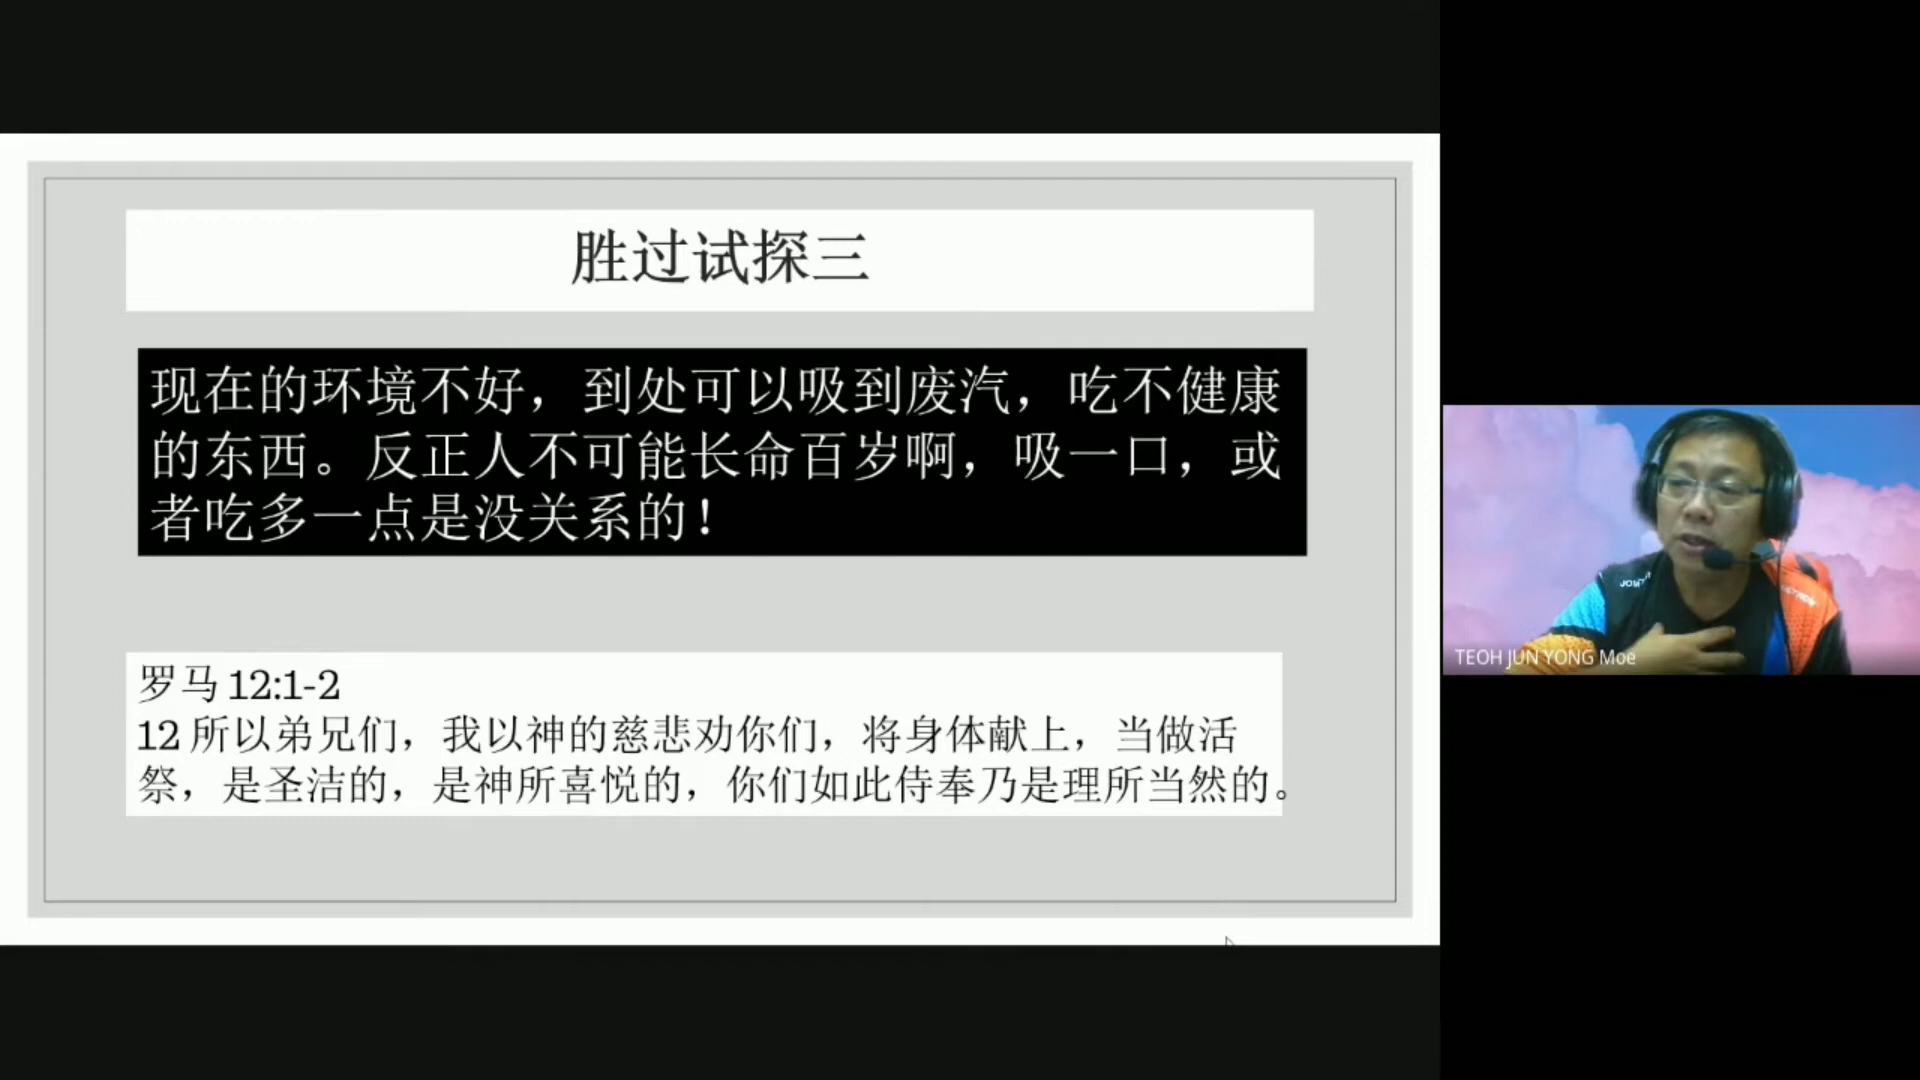 胜过试探三
现在的环境不好，到处可以吸到废汽，吃不健康
的东西。反正人不可能长命百岁啊，吸一口，或
者吃多一点是没关系的！
罗马 12:1-2
12 所以弟兄们，我以神的慈悲劝你们，将身体献上，当做活
祭，是圣洁的，是神所喜悦的，你们如此侍奉乃是理所当然的。
TEOH JUN YONG Moe